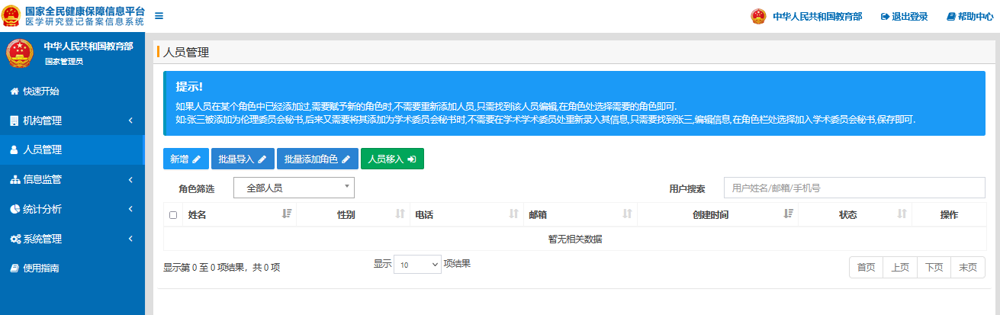 国家全民健康保障信息平台
医学研究登记备案信息系统
中华人民共和国教育部
退出登录
帮助中心
中华人民共和国教育部
国家管理员
快速开始
机构管理
人员管理
信息监管
统计分析
系统管理
使用指南
人员管理
提示!
如果人员在某个角色中已经添加过,需要赋予新的角色时,不需要重新添加人员,只需找到该人员编辑,在角色处选择需要的角色即可.
如:张三被添加为伦理委员会秘书,后来又需要将其添加为学术委员会秘书时,不需要在学术学术委员处重新录入其信息,只需要找到张三,编辑信息,在角色栏处选择加入学术委员会秘书,保存即可.
新增 批量导入 批量添加角色 人员移入
角色筛选 全部人员 用户搜索 用户姓名/邮箱/手机号
姓名 性别 电话 邮箱 创建时间 状态 操作
暂无相关数据
显示第 0 至 0 项结果，共 0 项 显示 10 项结果 首页 上页 下页 末页